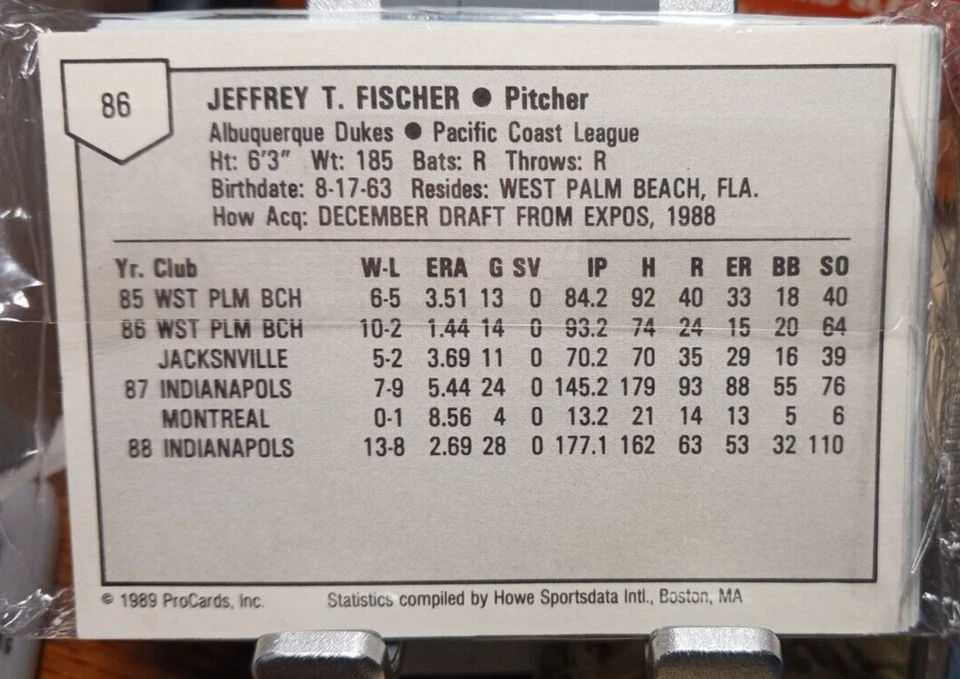 86
JEFFREY T. FISCHER ● Pitcher
Albuquerque Dukes ● Pacific Coast League
Ht: 6'3" Wt: 185 Bats: R Throws: R
Birthdate: 8-17-63 Resides: WEST PALM BEACH, FLA.
How Acq: DECEMBER DRAFT FROM EXPOS, 1988
Yr. Club W-L ERA G SV IP H R ER BB SO
85 WST PLM BCH 6-5 3.51 13 0 84.2 92 40 33 18 40
86 WST PLM BCH 10-2 1.44 14 0 93.2 74 24 15 20 64
JACKSNVILLE 5-2 3.69 11 0 70.2 70 35 29 16 39
87 INDIANAPOLS 7-9 5.44 24 0 145.2 179 93 88 55 76
MONTREAL 0-1 8.56 4 0 13.2 21 14 13 5 6
88 INDIANAPOLS 13-8 2.69 28 0 177.1 162 63 53 32 110
© 1989 ProCards, Inc. Statistics compiled by Howe Sportsdata Intl., Boston, MA